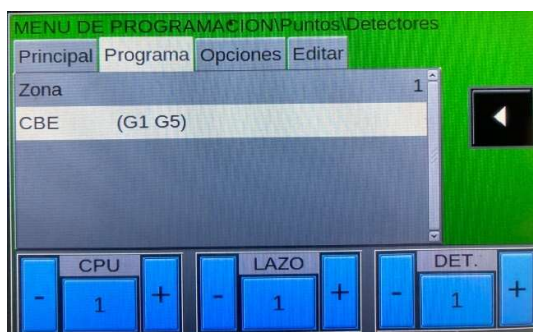 MENU DE PROGRAMACION\Puntos\Detectores
Principal Programa Opciones Editar
Zona 1
CBE (G1 G5)
CPU LAZO DET.
- 1 + - 1 + - 1 +